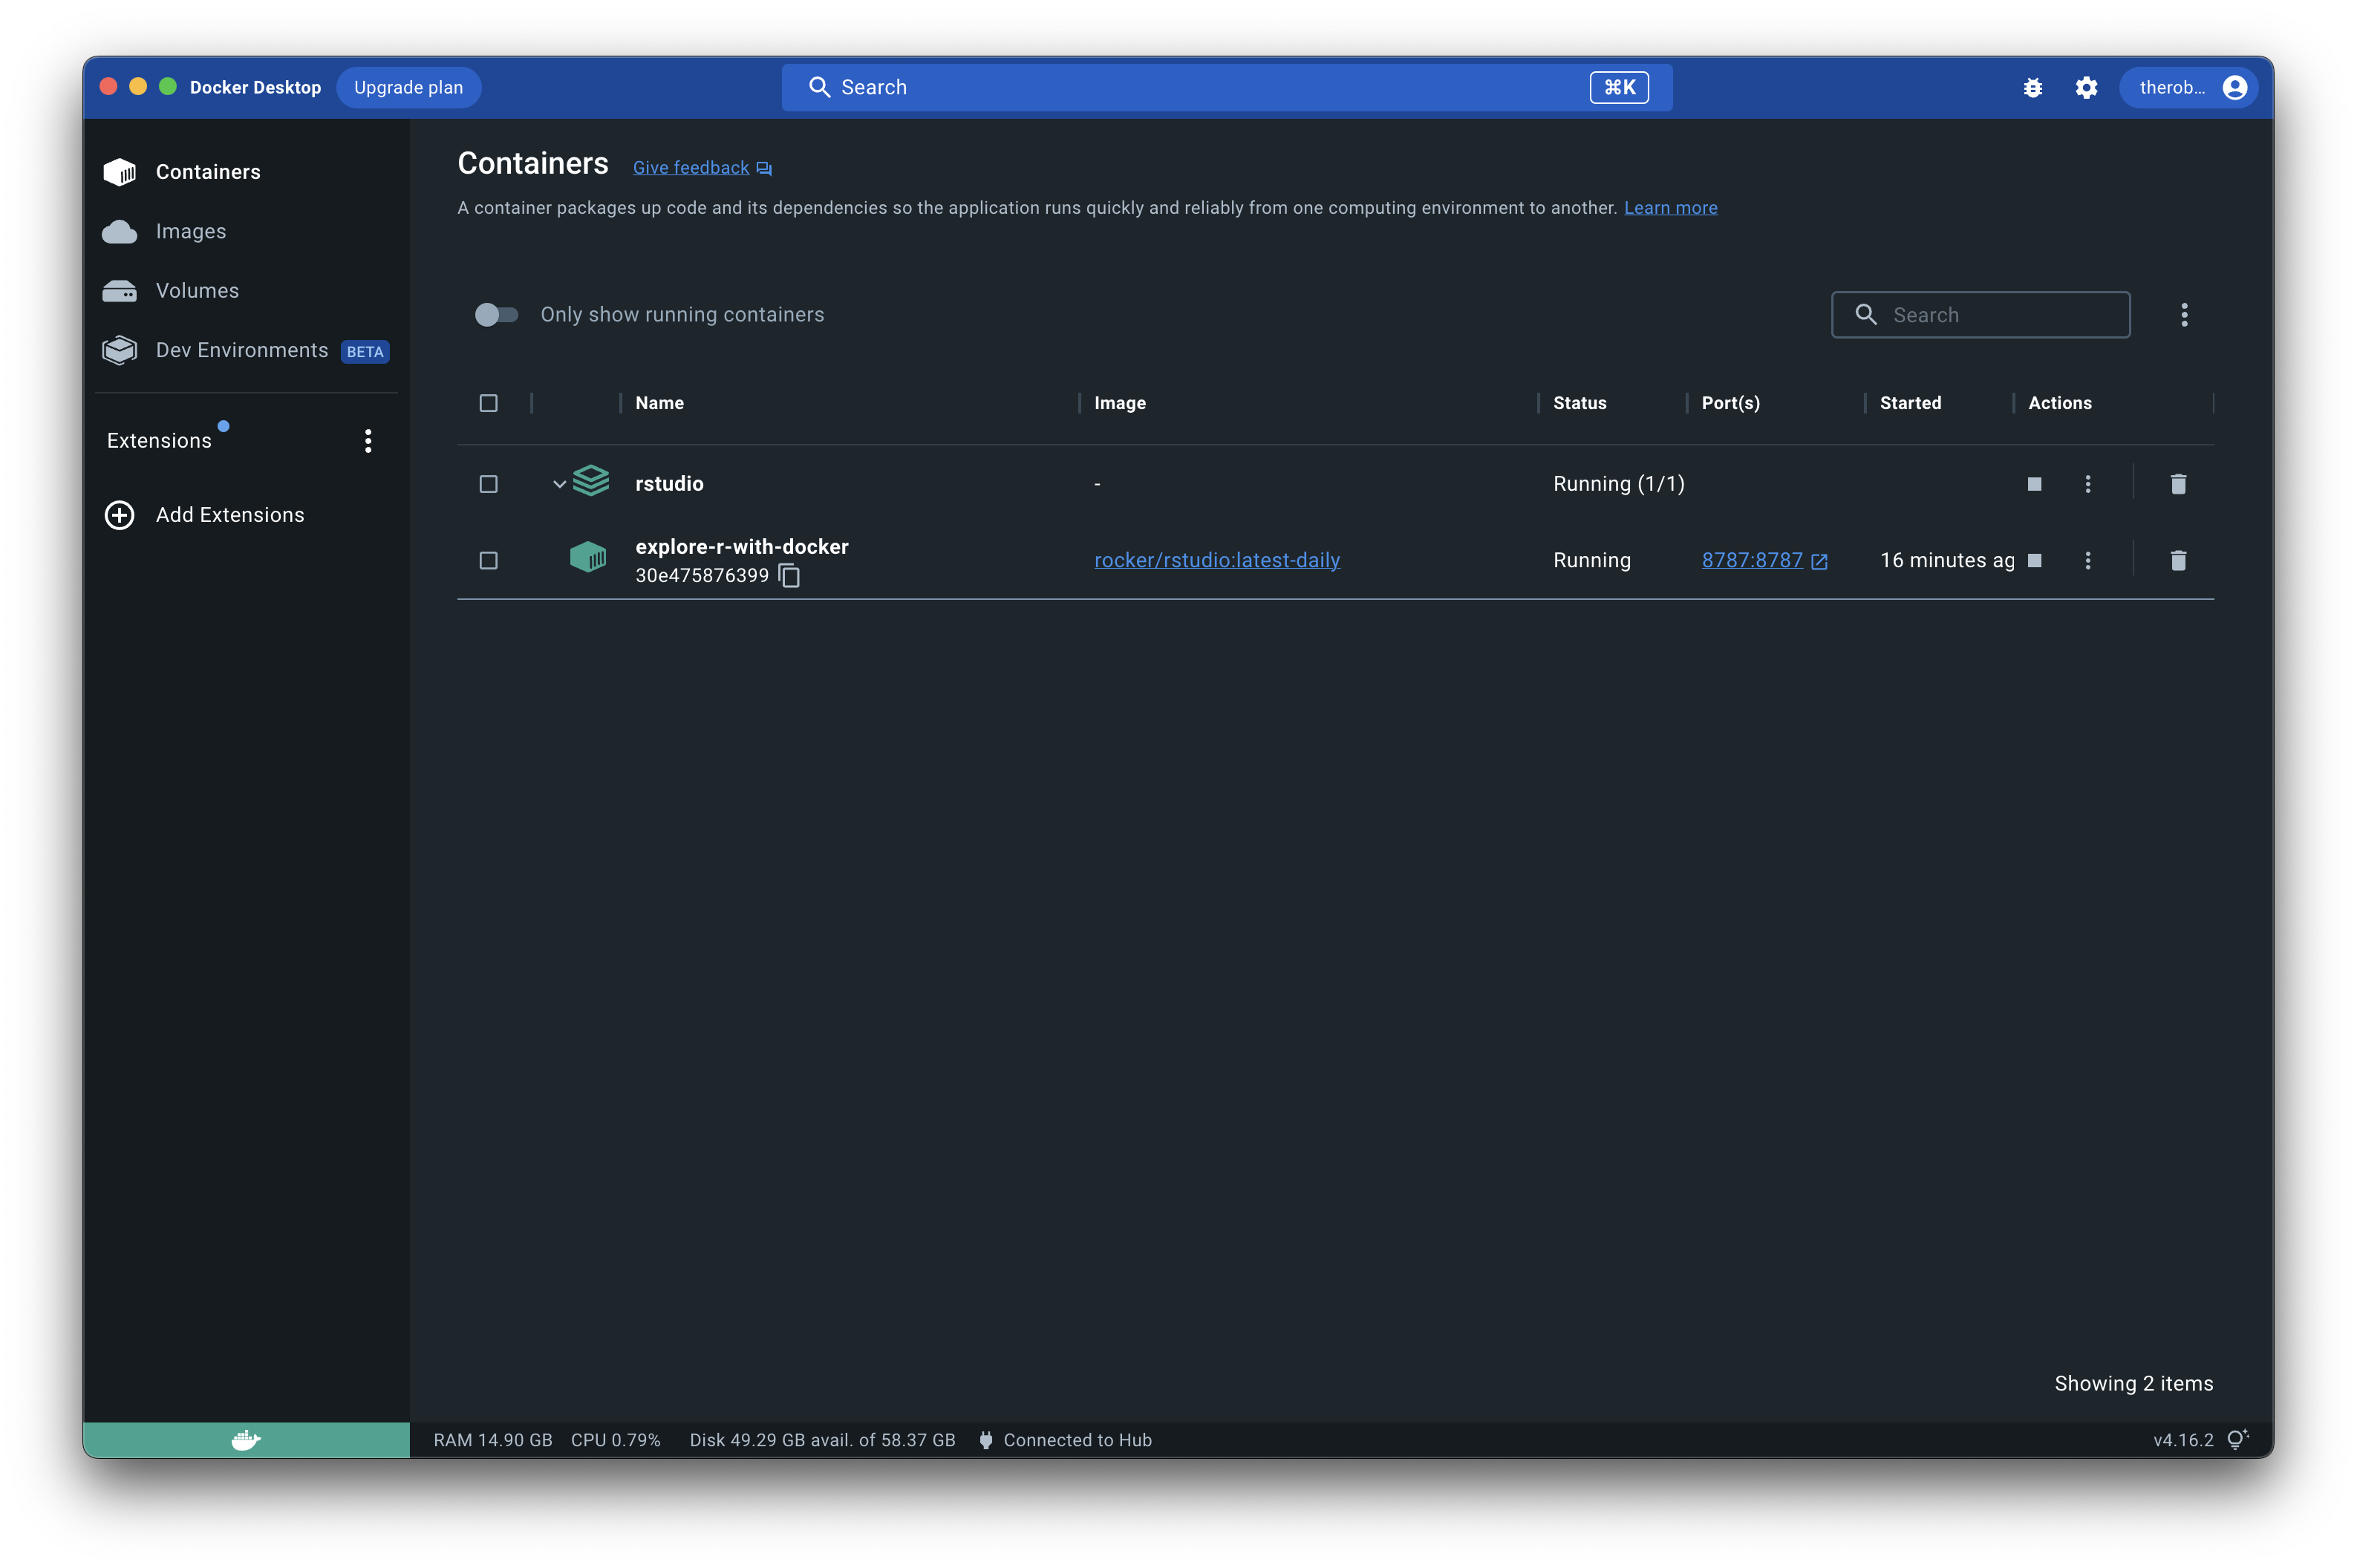 Docker Desktop Upgrade plan Search ⌘K therob...
Containers
Images
Volumes
Dev Environments BETA
Extensions
Add Extensions
Containers Give feedback
A container packages up code and its dependencies so the application runs quickly and reliably from one computing environment to another. Learn more
Only show running containers Search
Name Image Status Port(s) Started Actions
rstudio - Running (1/1)
explore-r-with-docker
30e475876399 rocker/rstudio:latest-daily Running 8787:8787 16 minutes ag
Showing 2 items
RAM 14.90 GB CPU 0.79% Disk 49.29 GB avail. of 58.37 GB Connected to Hub v4.16.2